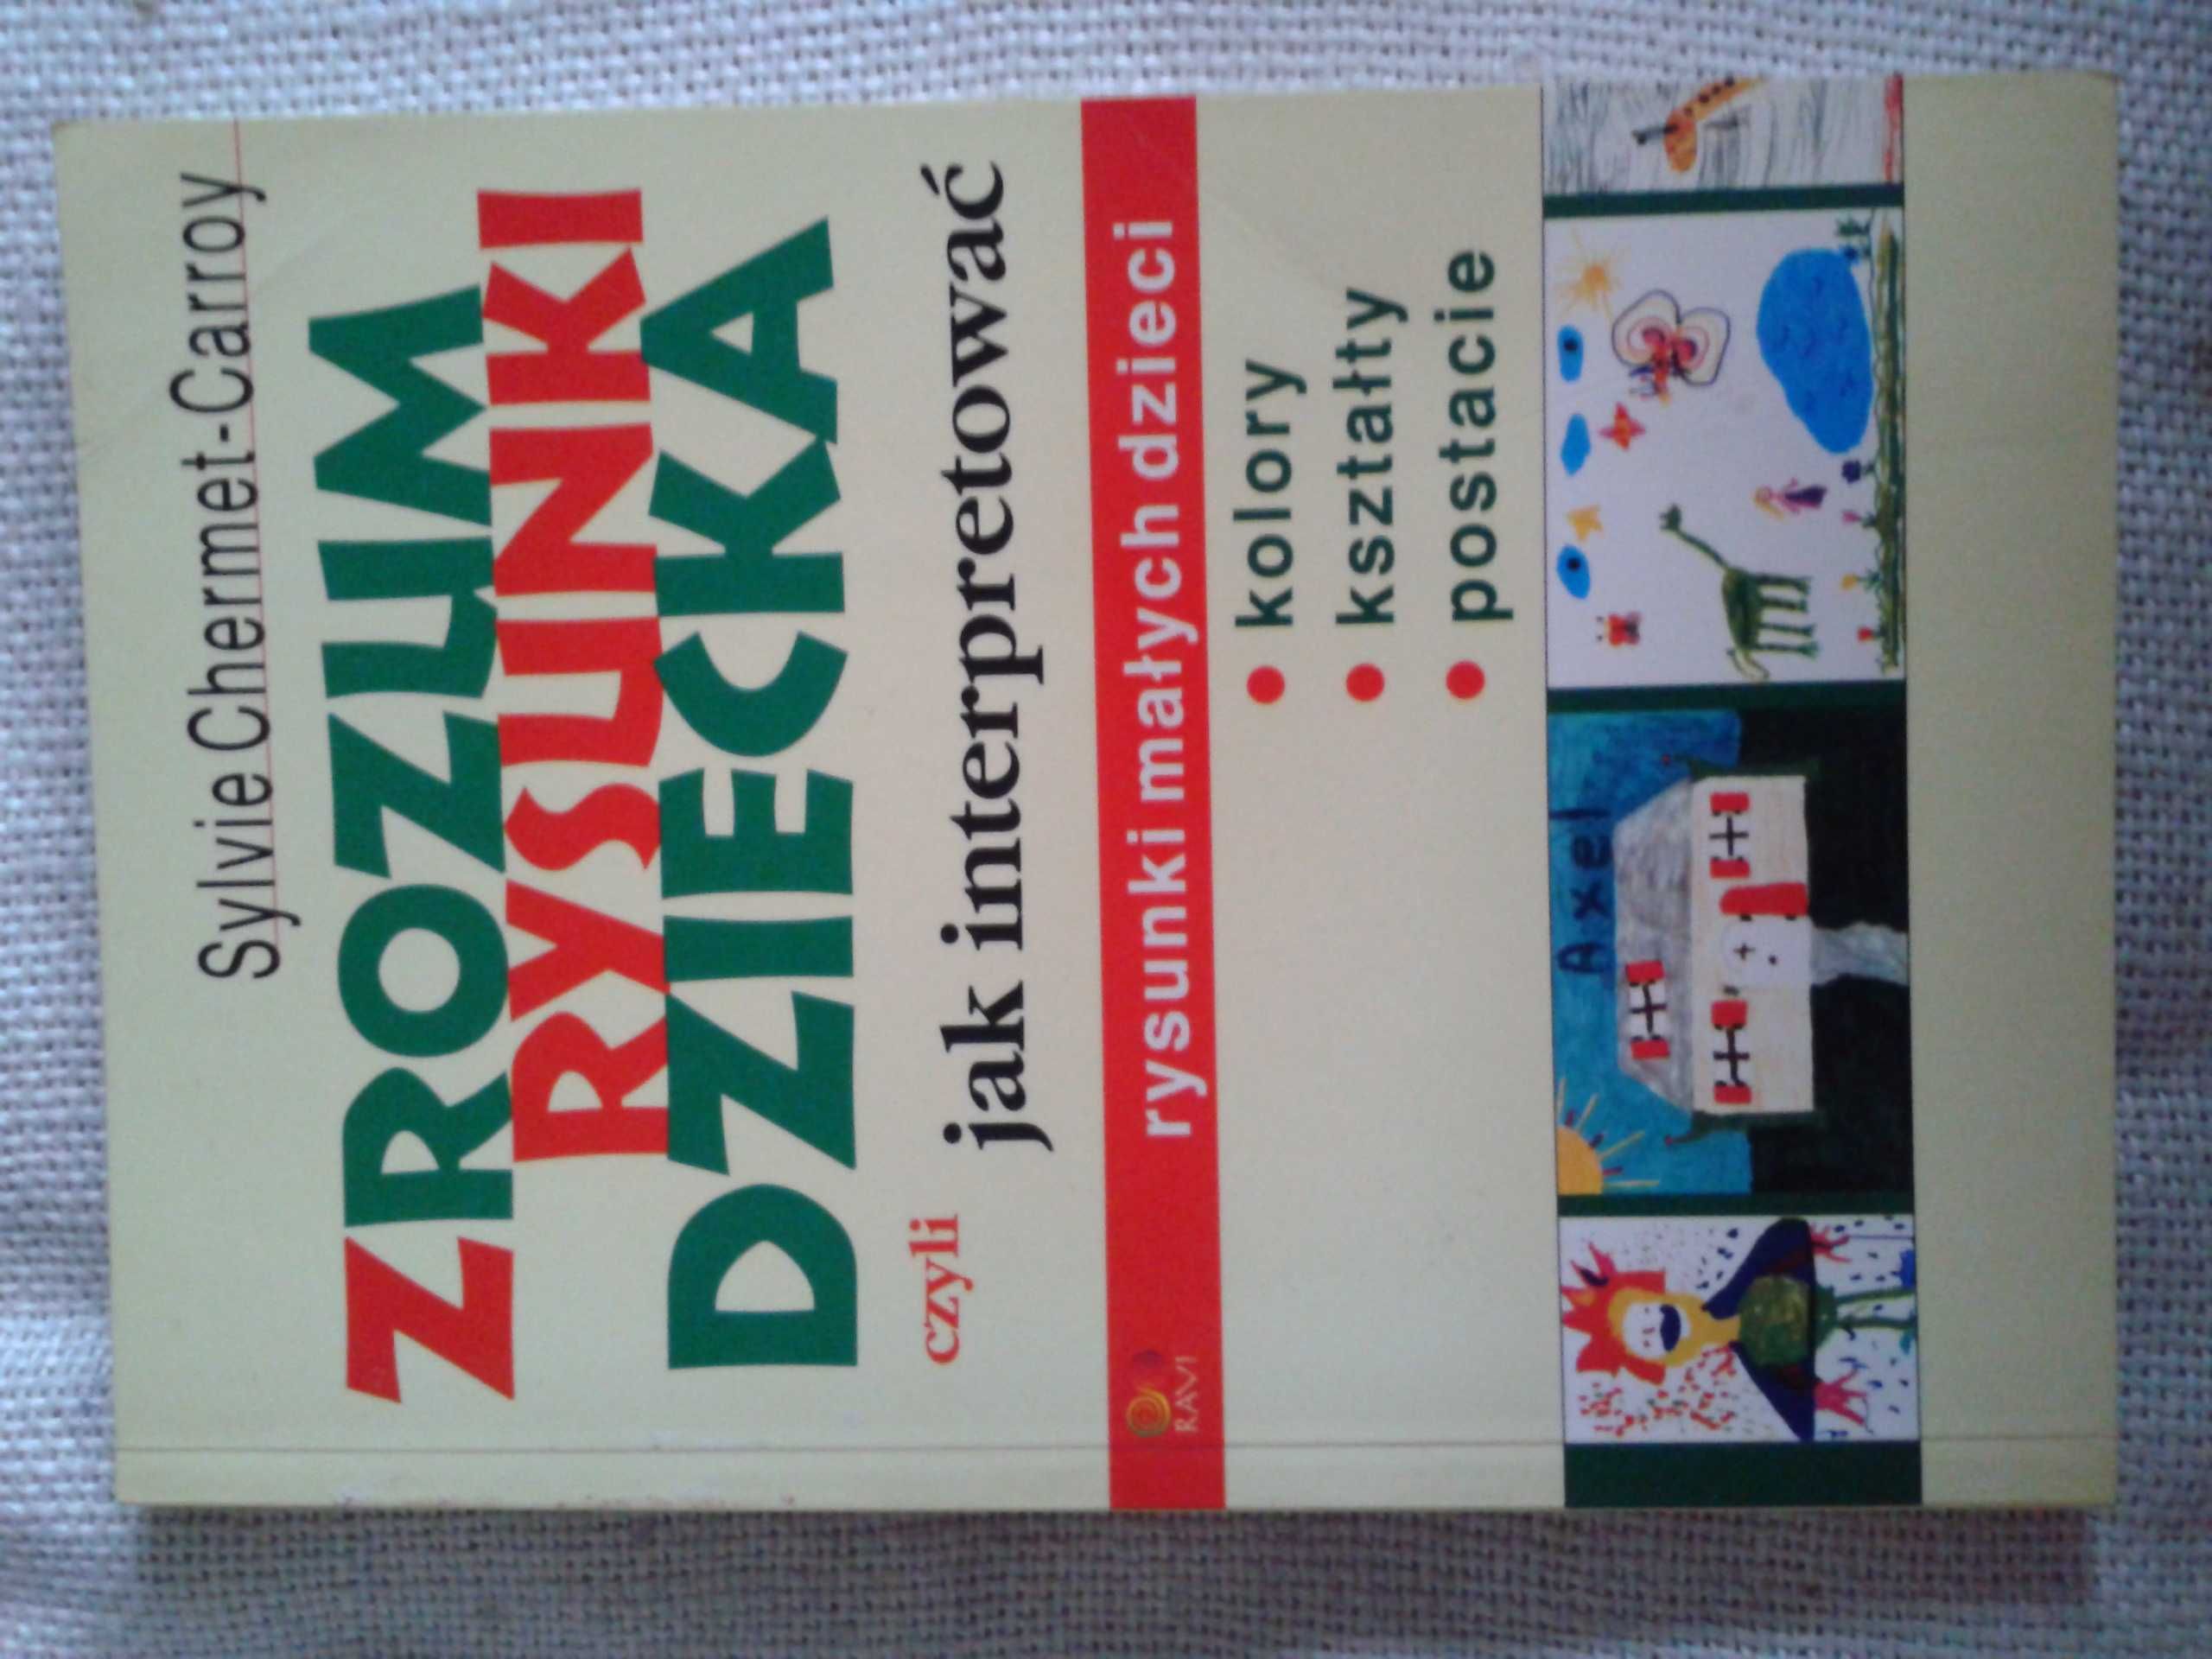 Sylvie Chermet-Carroy
ZROZUM
RYSUNKI
DZIECKA
czyli
jak interpretować
RAVI
rysunki małych dzieci
• kolory
• kształty
• postacie
Axel